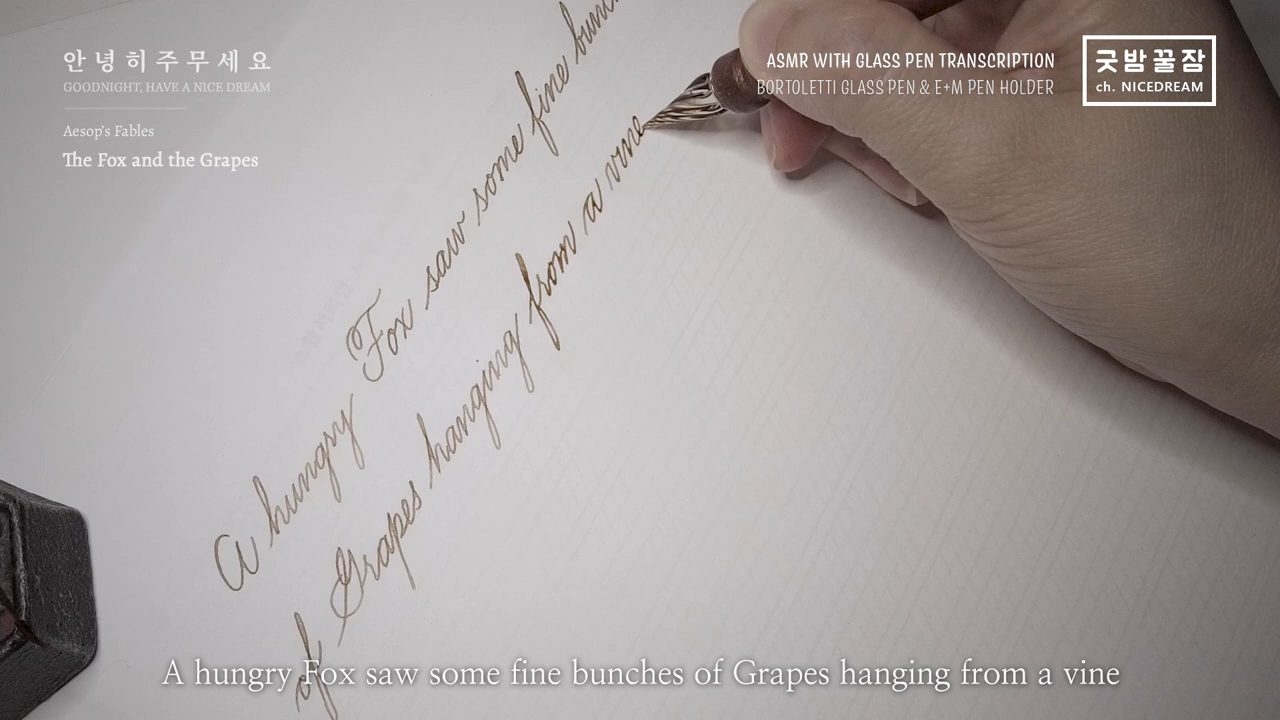 안녕히주무세요
GOODNIGHT, HAVE A NICE DREAM
Aesop's Fables
The Fox and the Grapes
ASMR WITH GLASS PEN TRANSCRIPTION
BORTOLETTI GLASS PEN & E+M PEN HOLDER
굿밤꿀잠
ch. NICEDREAM
A hungry Fox saw some fine bun
of Grapes hanging from a vine
A hungry Fox saw some fine bunches of Grapes hanging from a vine